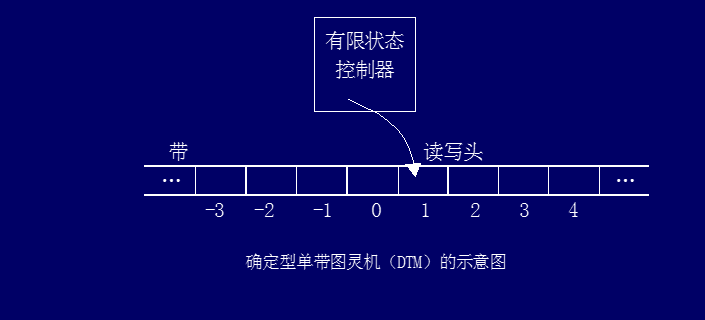 有限状态
控制器
带
读写头
… …
-3 -2 -1 0 1 2 3 4
确定型单带图灵机（DTM）的示意图